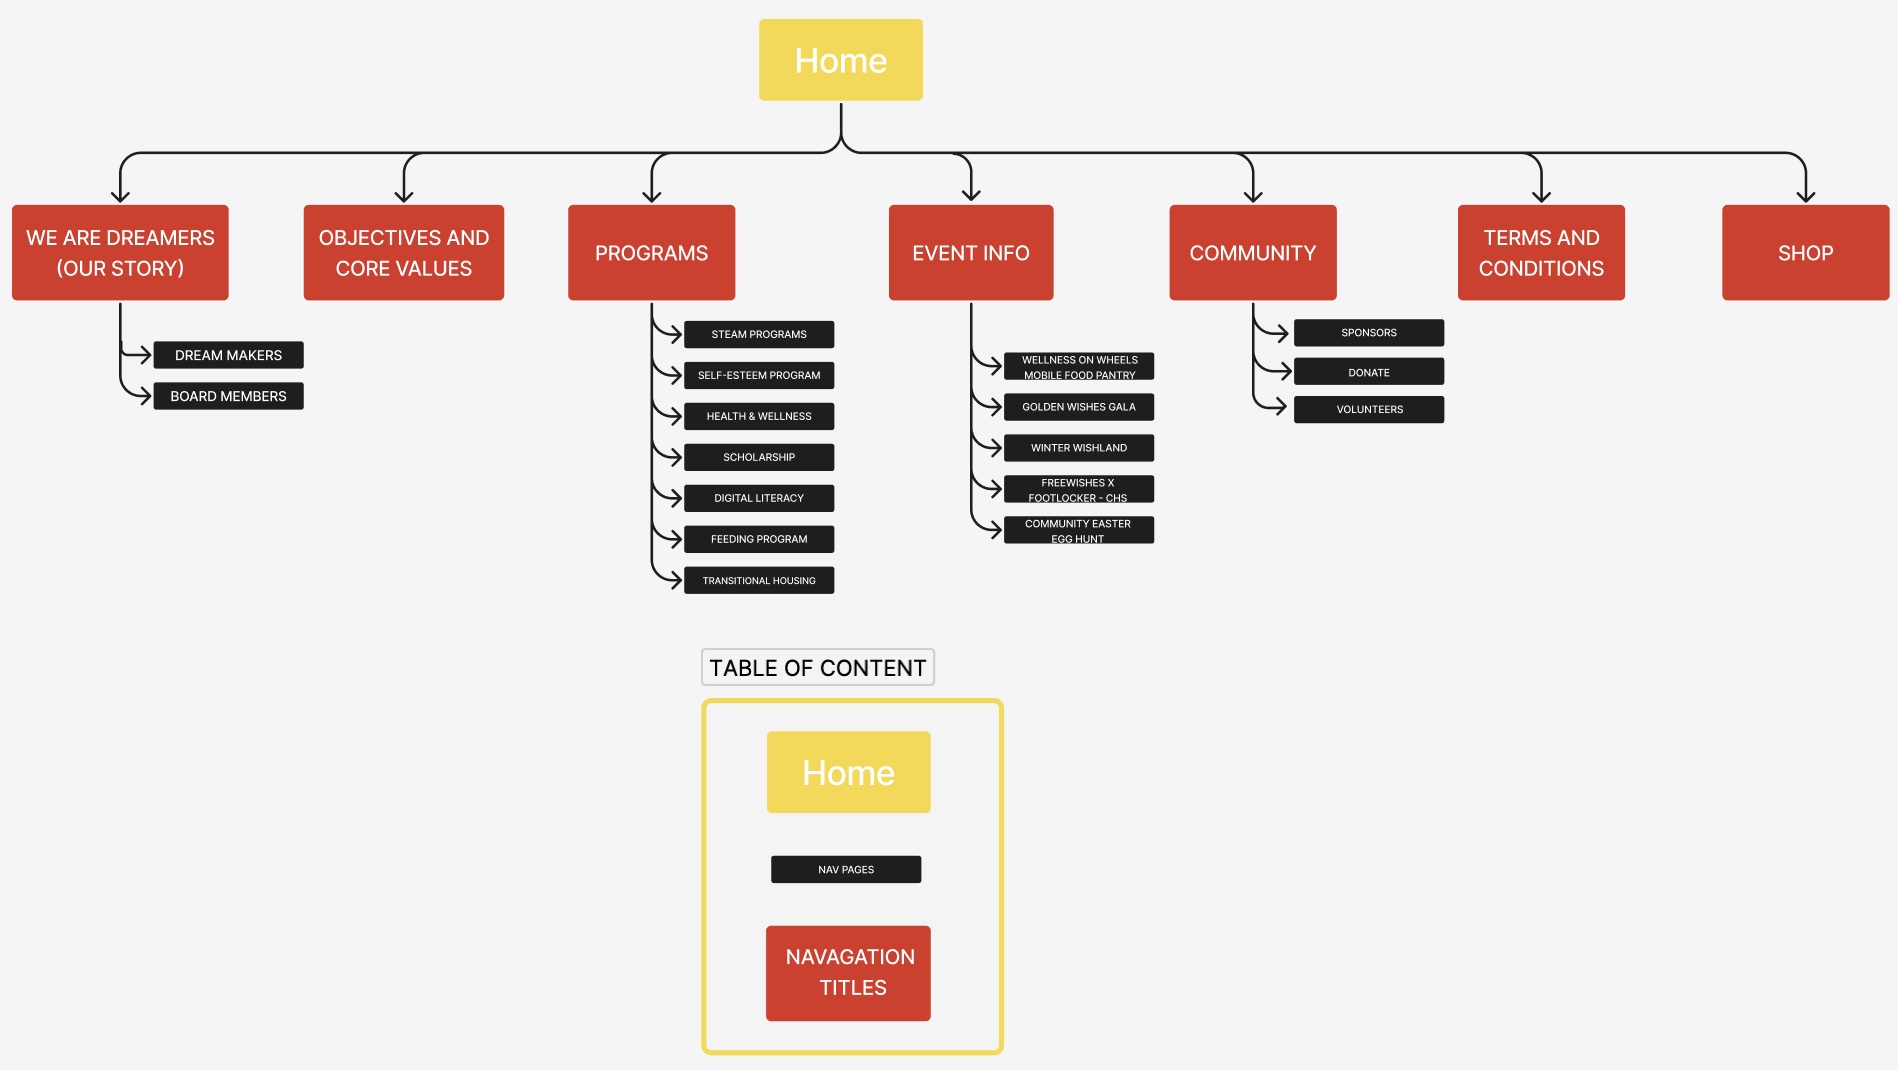 Home
WE ARE DREAMERS
(OUR STORY)
OBJECTIVES AND
CORE VALUES
PROGRAMS
EVENT INFO
COMMUNITY
TERMS AND
CONDITIONS
SHOP
DREAM MAKERS
BOARD MEMBERS
STEAM PROGRAMS
SELF-ESTEEM PROGRAM
HEALTH & WELLNESS
SCHOLARSHIP
DIGITAL LITERACY
FEEDING PROGRAM
TRANSITIONAL HOUSING
WELLNESS ON WHEELS
MOBILE FOOD PANTRY
GOLDEN WISHES GALA
WINTER WISHLAND
FREEWISHES X
FOOTLOCKER - CHS
COMMUNITY EASTER
EGG HUNT
SPONSORS
DONATE
VOLUNTEERS
TABLE OF CONTENT
Home
NAV PAGES
NAVAGATION
TITLES